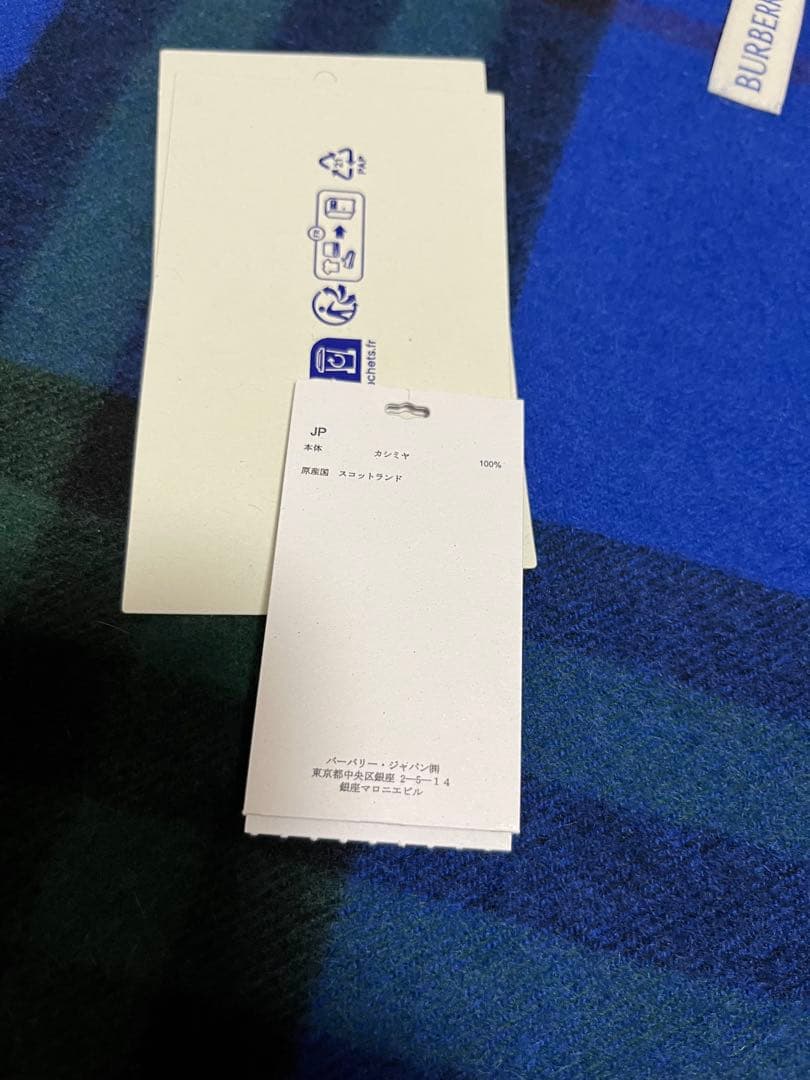 BURBERR
21
PAP
FR
chets.fr
JP
本体 カシミヤ 100%
原産国 スコットランド
バーバリー・ジャパン㈱
東京都中央区銀座 2―5―14
銀座マロニエビル